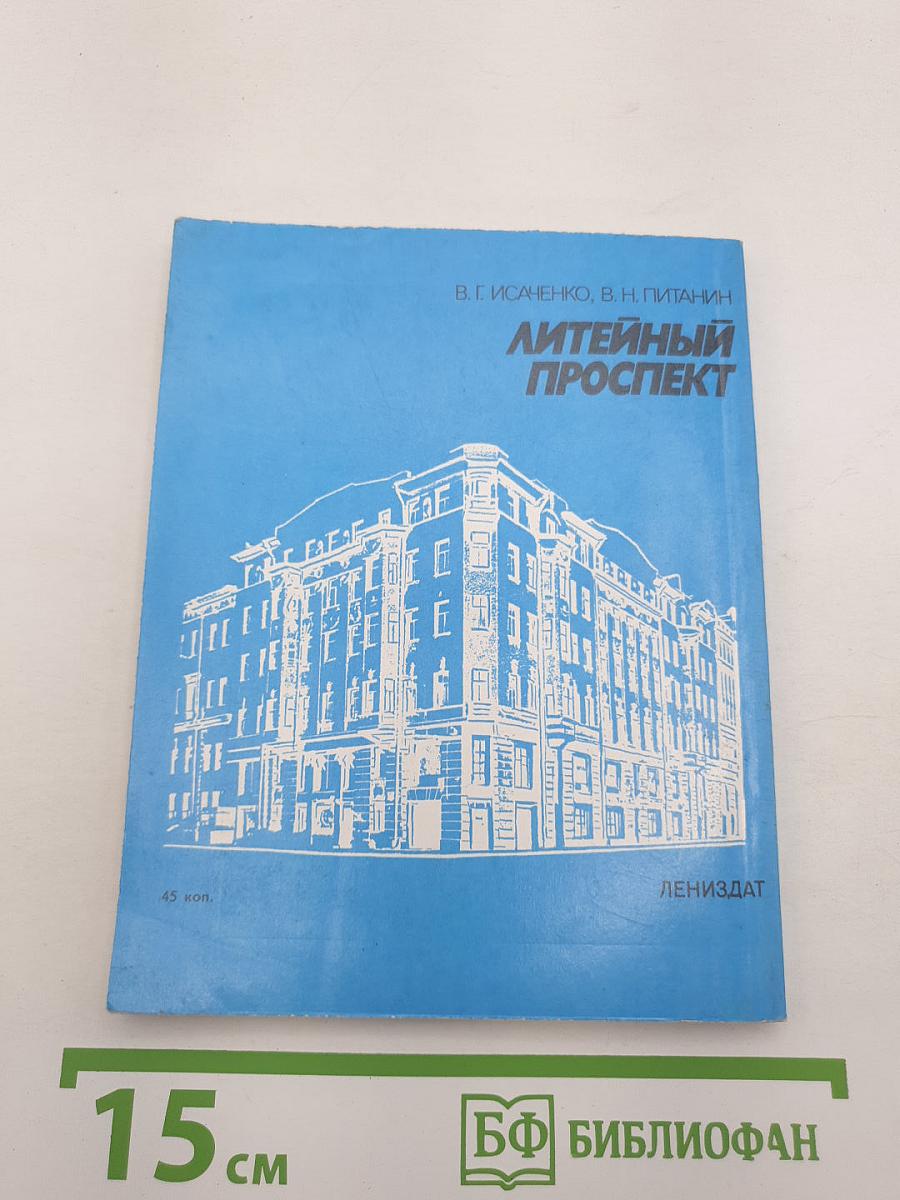 В. Г. ИСАЧЕНКО, В. Н. ПИТАНИН
ЛИТЕЙНЫЙ
ПРОСПЕКТ
45 коп.
ЛЕНИЗДАТ
15 см
БФ БИБЛИОФАН